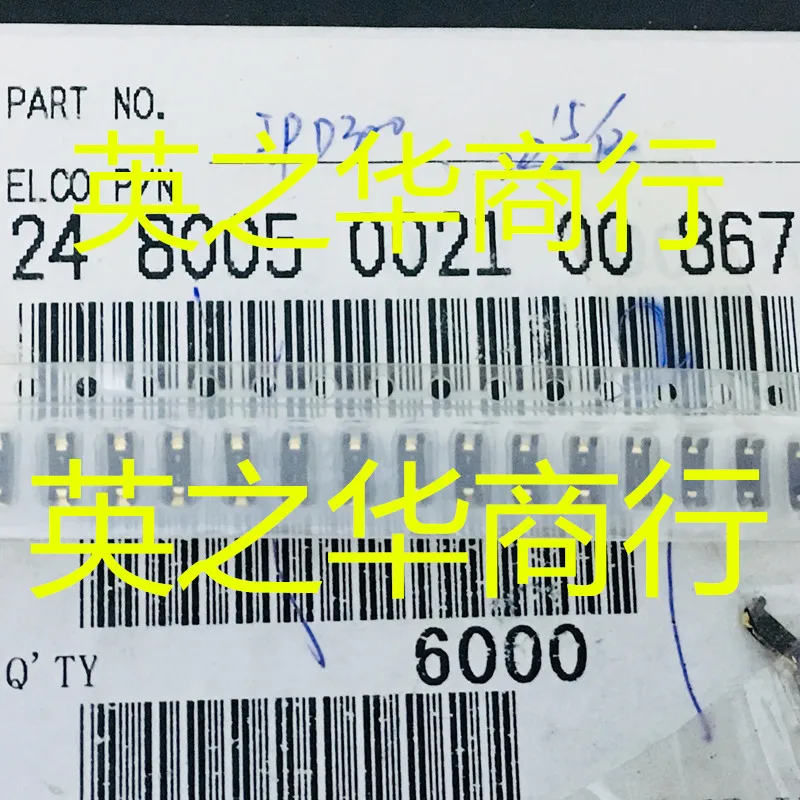 PART NO.
英之华商行
ELCO P/N
24 8005 0021 00 867
英之华商行
Q'TY 6000